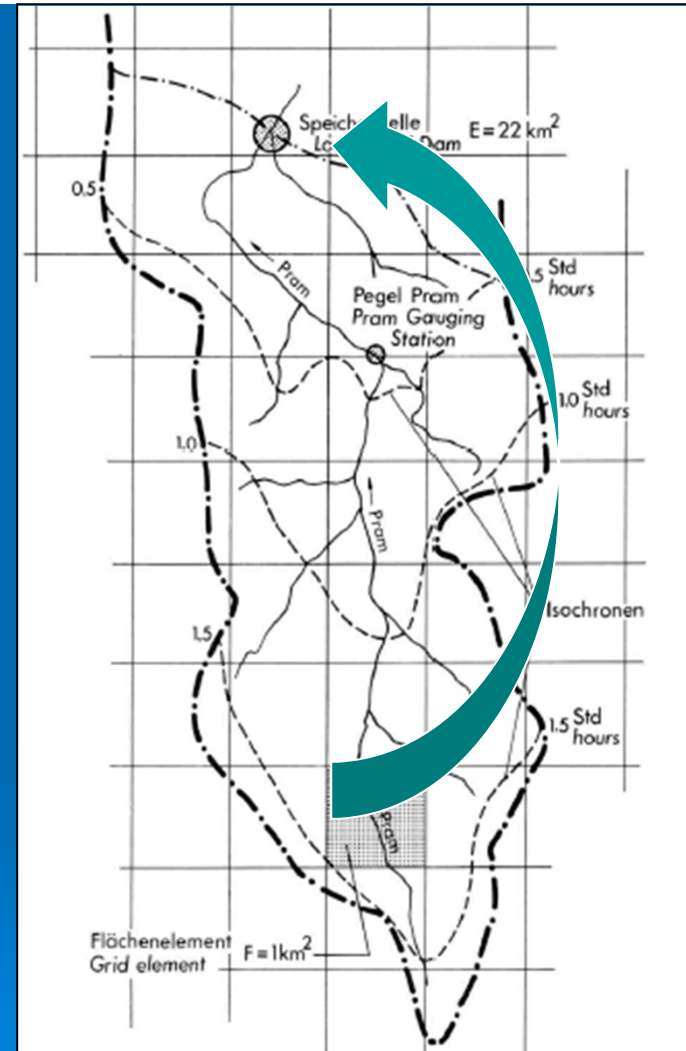 Speich elle E = 22 km²
Dam
0.5
.5 Std
hours
Pram
Pegel Pram
Pram Gauging
Station
1.0 Std
hours
1.0
Pram
Isochronen
1.5
1.5 Std
hours
Pram
Flächenelement
Grid element
F = 1km²